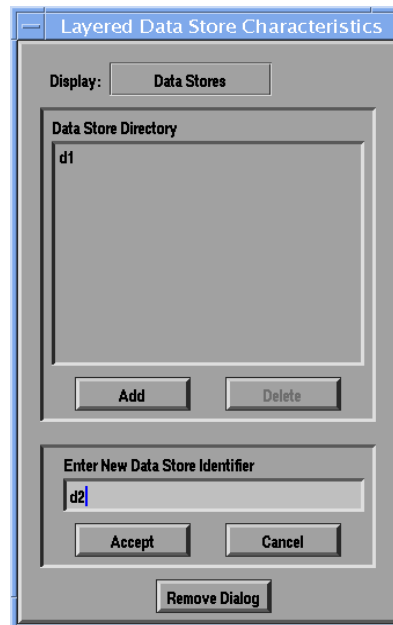 Layered Data Store Characteristics
Display: Data Stores
Data Store Directory
d1
Add Delete
Enter New Data Store Identifier
d2
Accept Cancel
Remove Dialog